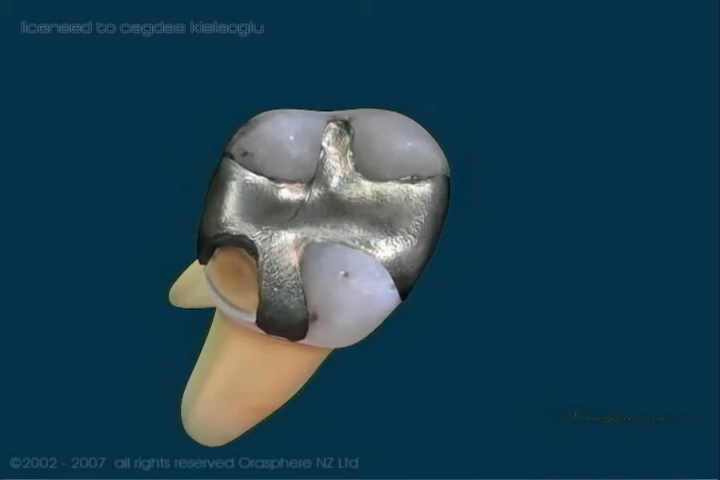 licensed to cagdas kisleoglu
©2002 - 2007 all rights reserved Orasphere NZ Ltd